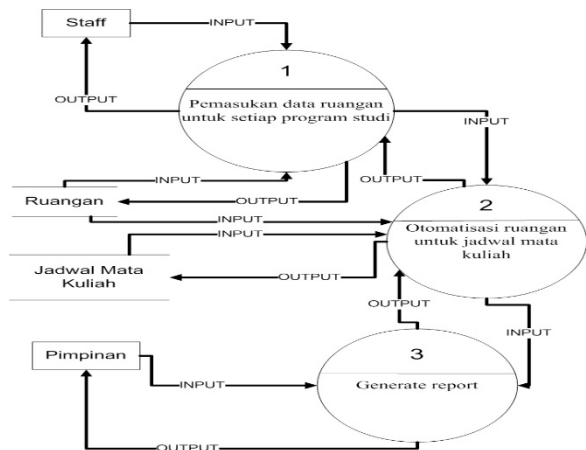 Staff
INPUT
1
OUTPUT
Pemasukan data ruangan
untuk setiap program studi
INPUT
INPUT
OUTPUT
OUTPUT
Ruangan
INPUT
2
Otomatisasi ruangan
untuk jadwal mata
kuliah
INPUT
Jadwal Mata
Kuliah
OUTPUT
OUTPUT
INPUT
3
Pimpinan
INPUT
Generate report
OUTPUT